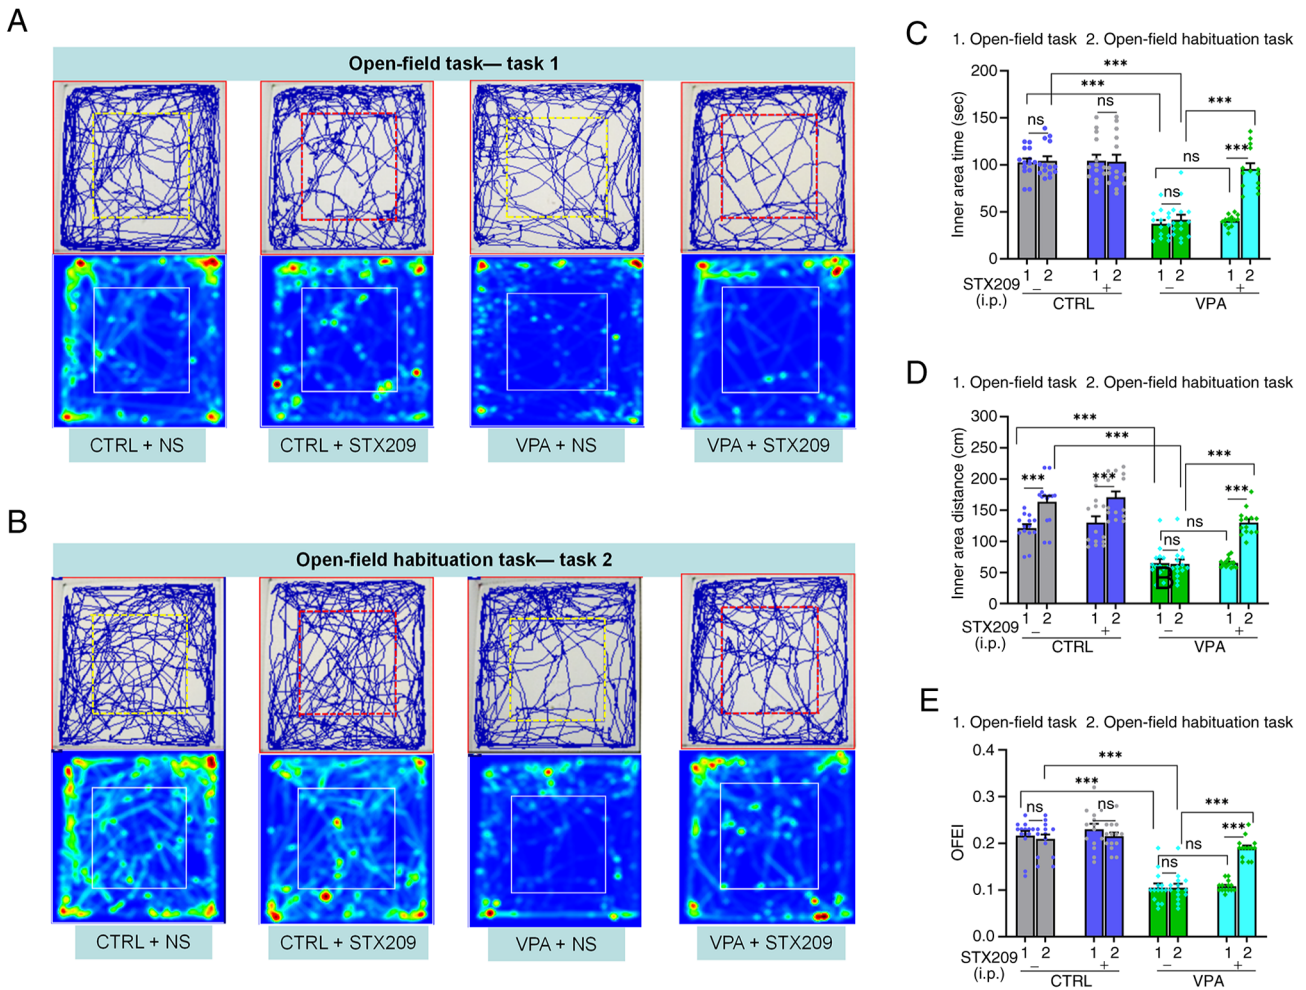 A
Open-field task— task 1
CTRL + NS
CTRL + STX209
VPA + NS
VPA + STX209
B
Open-field habituation task— task 2
CTRL + NS
CTRL + STX209
VPA + NS
VPA + STX209
C
1. Open-field task 2. Open-field habituation task
Inner area time (sec)
200
150
100
50
0
ns
***
***
ns
ns
ns
***
***
1 2 1 2 1 2 1 2
STX209 (i.p.)
− + − +
CTRL VPA
D
1. Open-field task 2. Open-field habituation task
Inner area distance (cm)
300
250
200
150
100
50
0
***
***
***
***
ns
ns
***
***
B
1 2 1 2 1 2 1 2
STX209 (i.p.)
− + − +
CTRL VPA
E
1. Open-field task 2. Open-field habituation task
OFEI
0.4
0.3
0.2
0.1
0.0
ns
***
***
ns
ns
ns
***
***
1 2 1 2 1 2 1 2
STX209 (i.p.)
− + − +
CTRL VPA